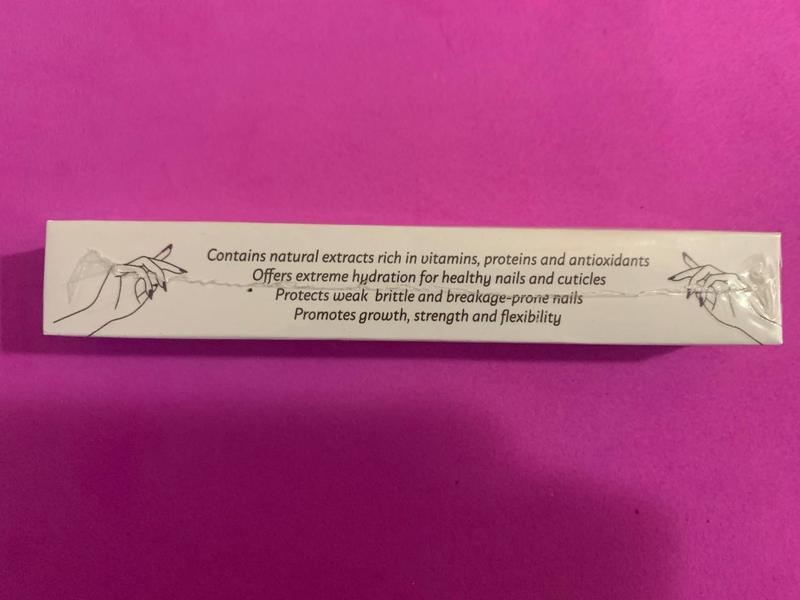 Contains natural extracts rich in vitamins, proteins and antioxidants
Offers extreme hydration for healthy nails and cuticles
Protects weak brittle and breakage-prone nails
Promotes growth, strength and flexibility